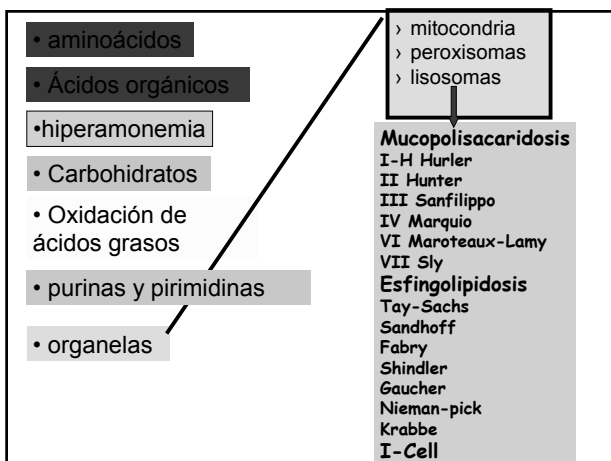 • aminoácidos
• Ácidos orgánicos
•hiperamonemia
• Carbohidratos
• Oxidación de
ácidos grasos
• purinas y pirimidinas
• organelas
› mitocondria
› peroxisomas
› lisosomas
Mucopolisacaridosis
I-H Hurler
II Hunter
III Sanfilippo
IV Marquio
VI Maroteaux-Lamy
VII Sly
Esfingolipidosis
Tay-Sachs
Sandhoff
Fabry
Shindler
Gaucher
Nieman-pick
Krabbe
I-Cell